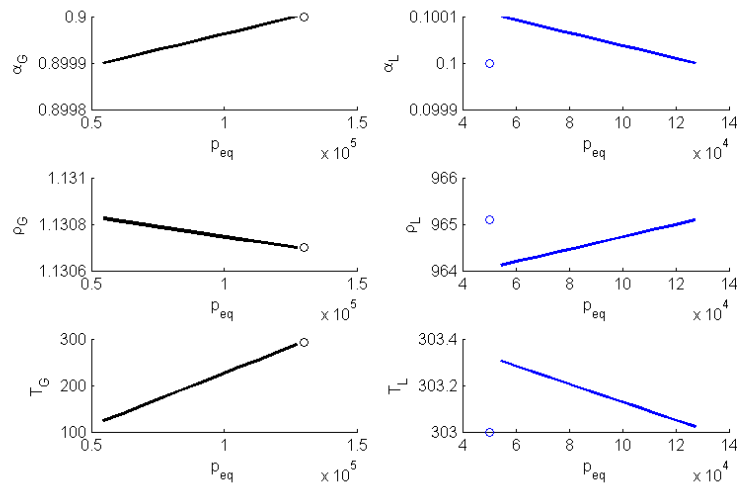 0.9 0.1001
α_G 0.8999 α_L 0.1
0.8998 0.0999
0.5 1 1.5 4 6 8 10 12 14
p_eq x 10^5 p_eq x 10^4
1.131 966
ρ_G 1.1308 ρ_L 965
1.1306 964
0.5 1 1.5 4 6 8 10 12 14
p_eq x 10^5 p_eq x 10^4
300 303.4
T_G 200 T_L 303.2
100 303
0.5 1 1.5 4 6 8 10 12 14
p_eq x 10^5 p_eq x 10^4